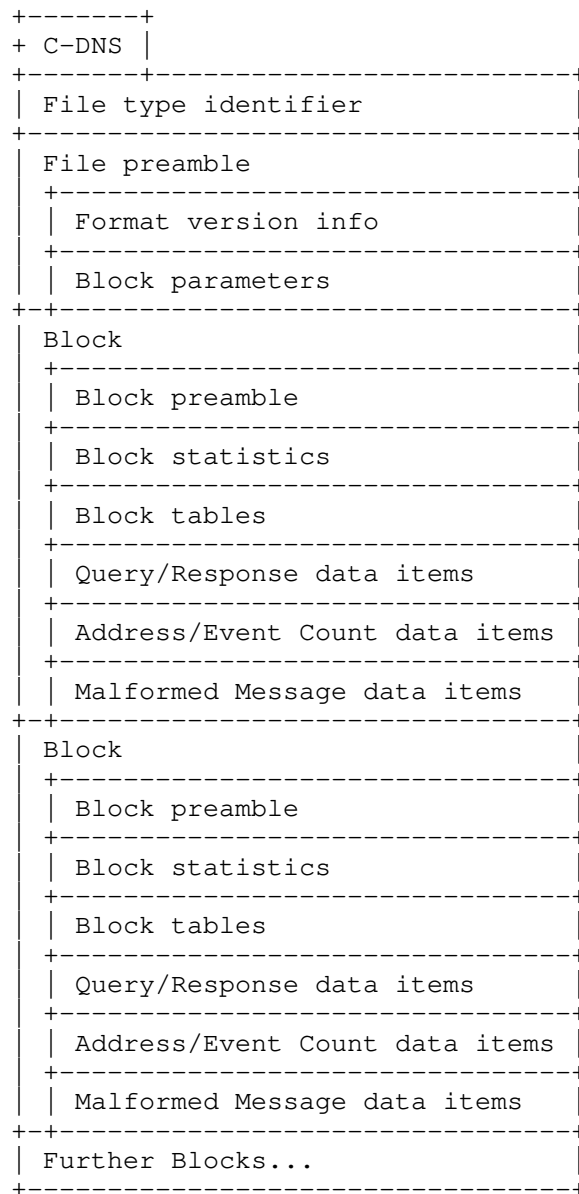 C-DNS
File type identifier
File preamble
Format version info
Block parameters
Block
Block preamble
Block statistics
Block tables
Query/Response data items
Address/Event Count data items
Malformed Message data items
Block
Block preamble
Block statistics
Block tables
Query/Response data items
Address/Event Count data items
Malformed Message data items
Further Blocks...